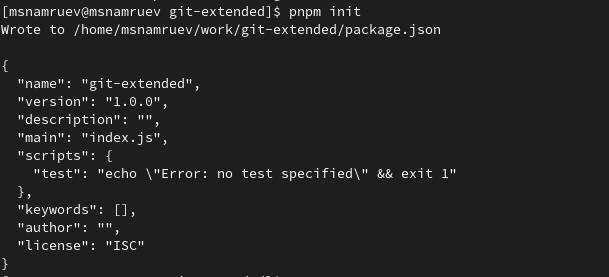 [msnamruev@msnamruev git-extended]$ pnpm init
Wrote to /home/msnamruev/work/git-extended/package.json
{
  "name": "git-extended",
  "version": "1.0.0",
  "description": "",
  "main": "index.js",
  "scripts": {
    "test": "echo \"Error: no test specified\" && exit 1"
  },
  "keywords": [],
  "author": "",
  "license": "ISC"
}